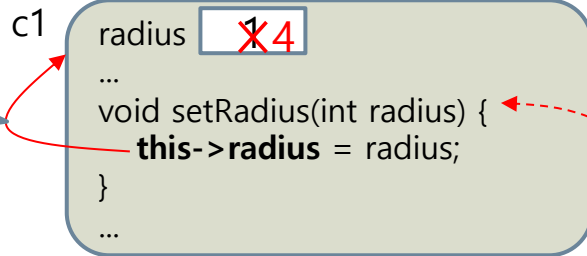 c1
radius 1 4
...
void setRadius(int radius) {
this->radius = radius;
}
...